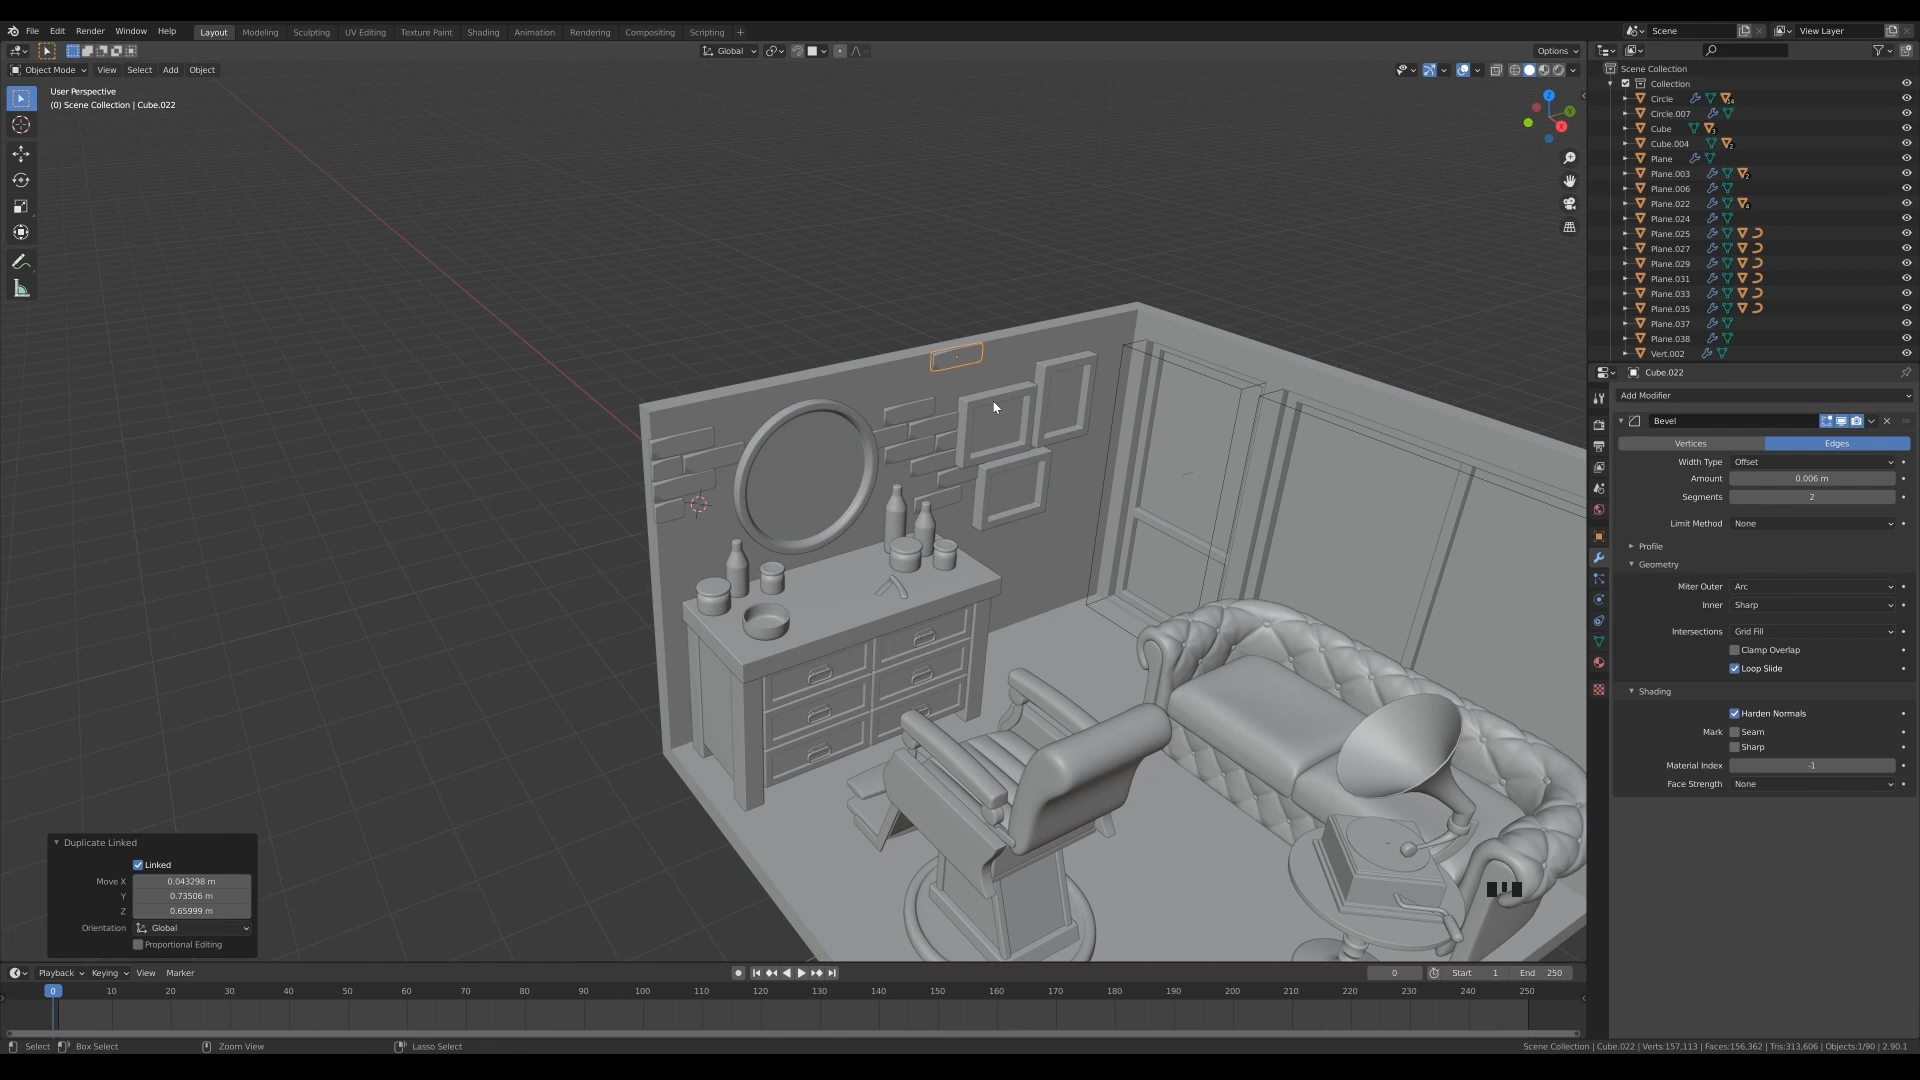 File Edit Render Window Help Layout Modeling Sculpting UV Editing Texture Paint Shading Animation Rendering Compositing Scripting + Scene View Layer
Global Options
Object Mode View Select Add Object
User Perspective
(0) Scene Collection | Cube.022
Z
Y
X
Scene Collection
Collection
Circle 14
Circle.007
Cube 3
Cube.004 2
Plane
Plane.003 2
Plane.006
Plane.022 4
Plane.024
Plane.025
Plane.027
Plane.029
Plane.031
Plane.033
Plane.035
Plane.037
Plane.038
Vert.002
Cube.022
Add Modifier
Bevel
Vertices Edges
Width Type Offset
Amount 0.006 m
Segments 2
Limit Method None
Profile
Geometry
Miter Outer Arc
Inner Sharp
Intersections Grid Fill
Clamp Overlap
Loop Slide
Shading
Harden Normals
Mark Seam
Sharp
Material Index -1
Face Strength None
Duplicate Linked
Linked
Move X 0.043298 m
Y 0.73506 m
Z 0.65999 m
Orientation Global
Proportional Editing
Playback Keying View Marker 0 Start 1 End 250
0 10 20 30 40 50 60 70 80 90 100 110 120 130 140 150 160 170 180 190 200 210 220 230 240 250
Select Box Select Zoom View Lasso Select Scene Collection | Cube.022 | Verts:157,113 | Faces:156,362 | Tris:313,606 | Objects:1/90 | 2.90.1